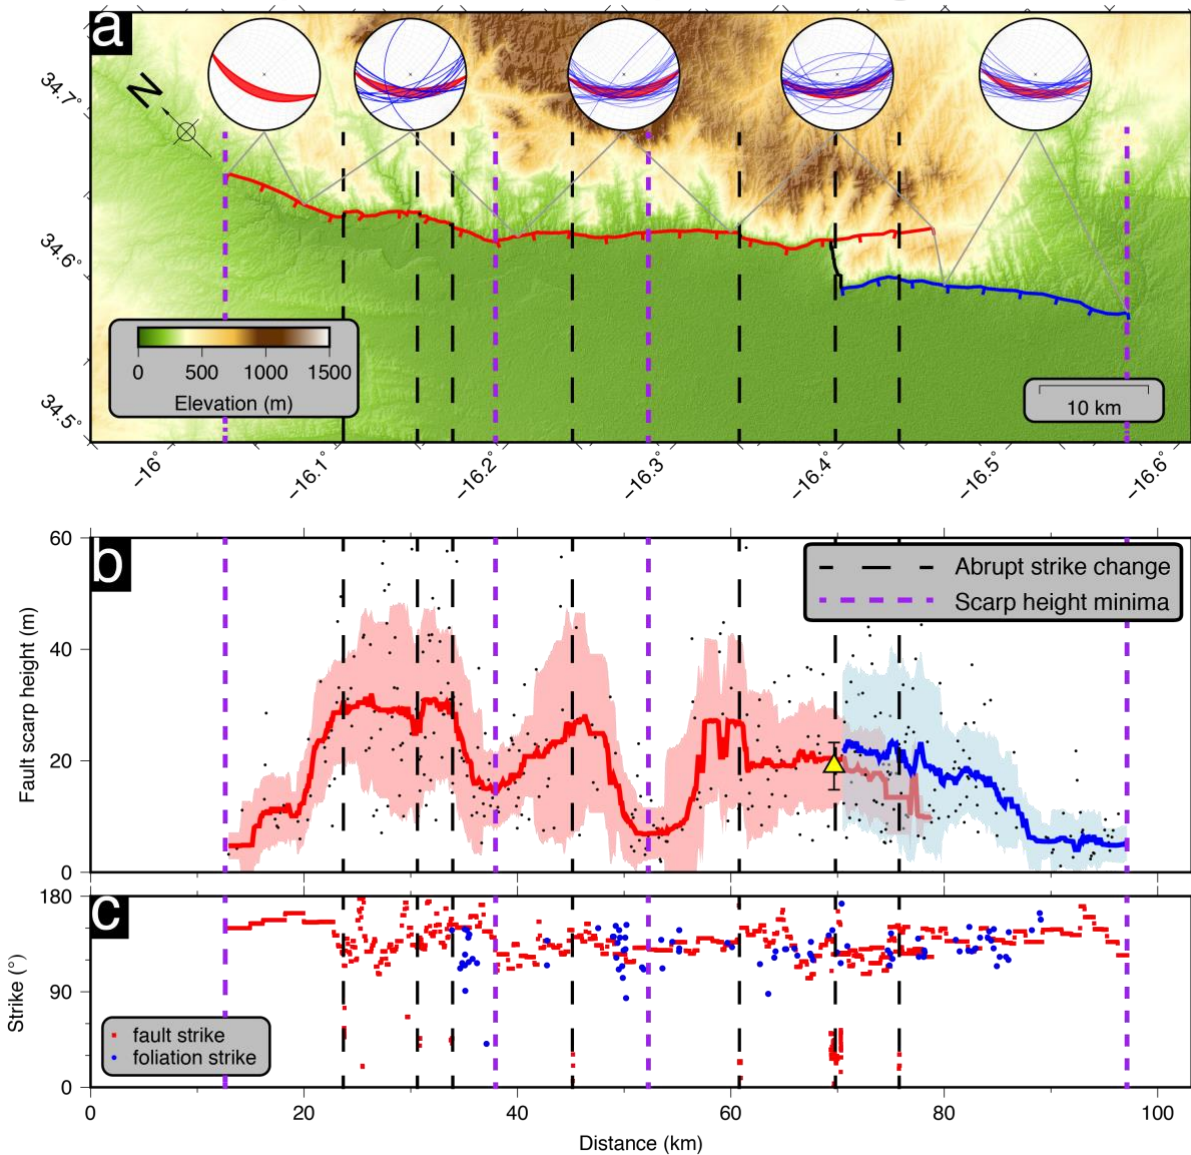 a
N
34.7°
34.6°
34.5°
0 500 1000 1500
Elevation (m)
10 km
−16° −16.1° −16.2° −16.3° −16.4° −16.5° −16.6°
b
60
40
20
0
Fault scarp height (m)
Abrupt strike change
Scarp height minima
c
180
90
0
Strike (°)
fault strike
foliation strike
0 20 40 60 80 100
Distance (km)